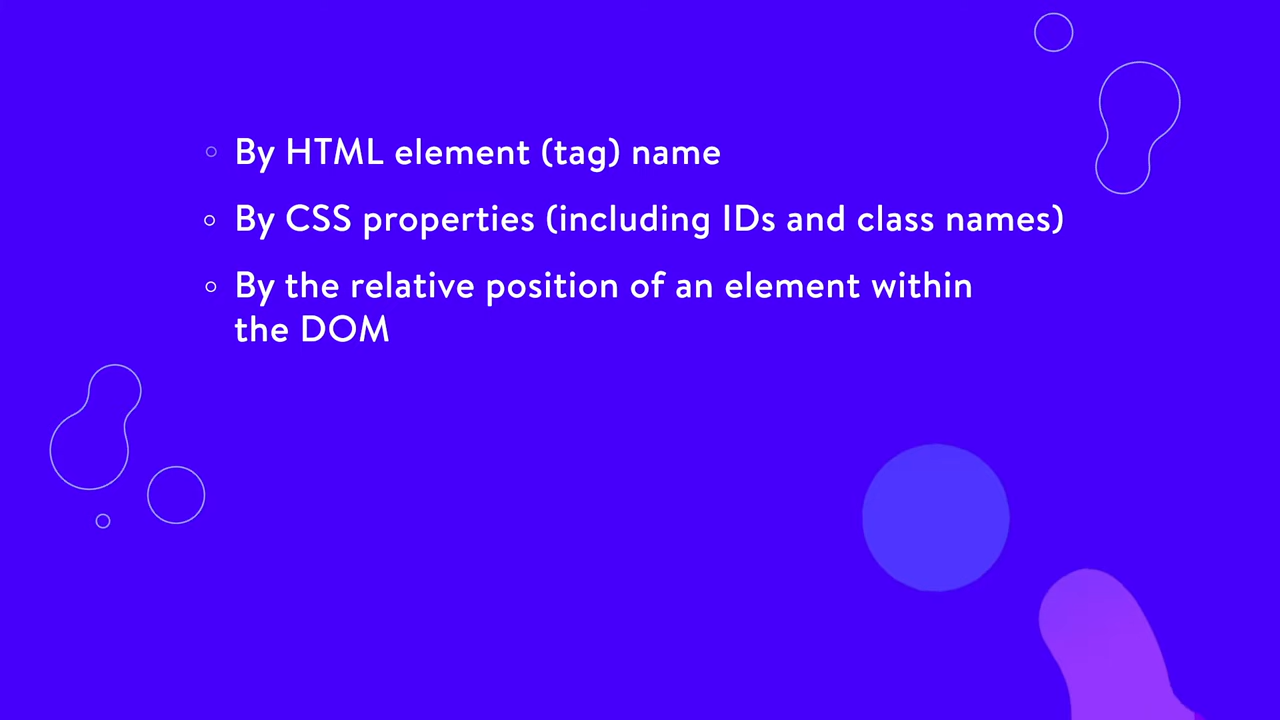 By HTML element (tag) name
By CSS properties (including IDs and class names)
By the relative position of an element within
the DOM